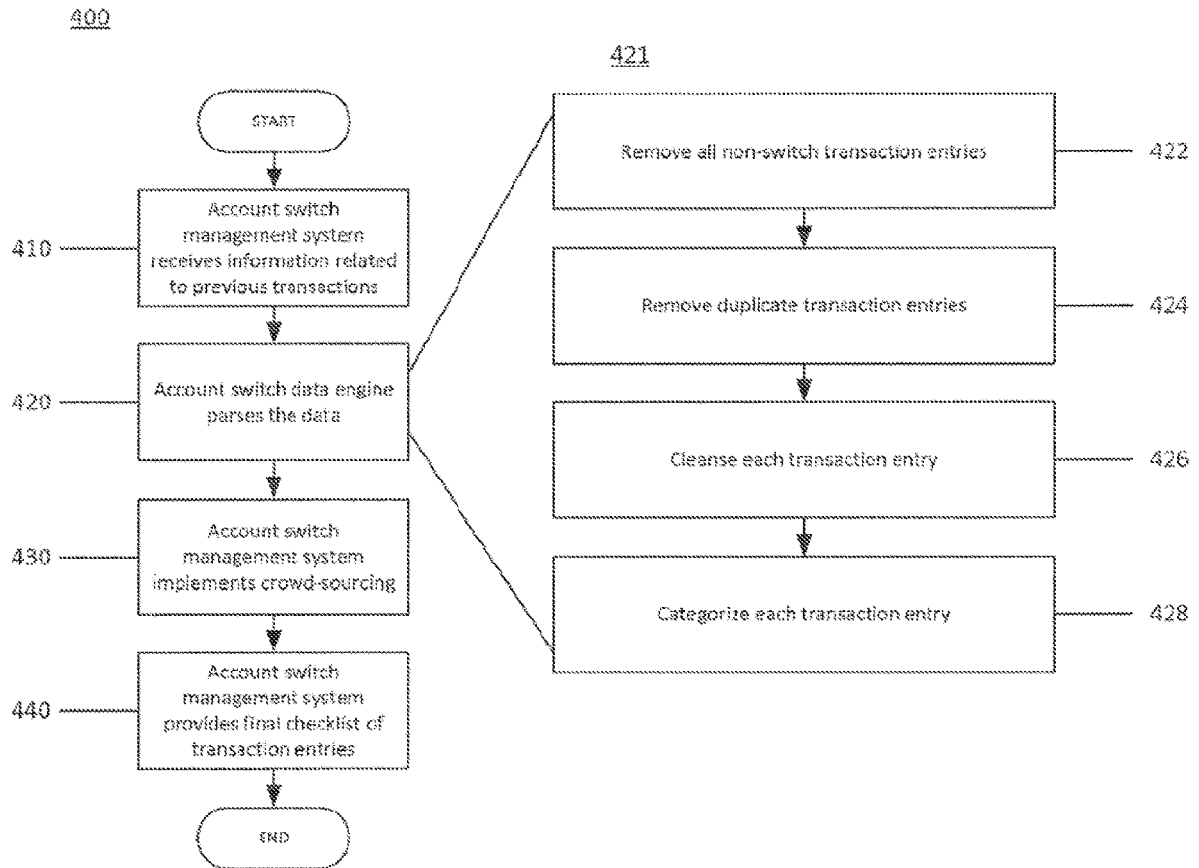 400
START
410
Account switch
management system
receives information related
to previous transactions
420
Account switch data engine
parses the data
430
Account switch
management system
implements crowd-sourcing
440
Account switch
management system
provides final checklist of
transaction entries
END
421
Remove all non-switch transaction entries
422
Remove duplicate transaction entries
424
Cleanse each transaction entry
426
Categorize each transaction entry
428